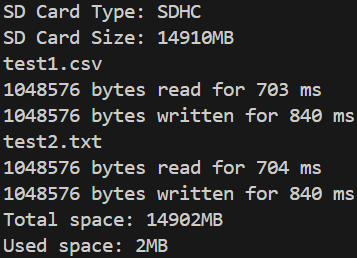 SD Card Type: SDHC
SD Card Size: 14910MB
test1.csv
1048576 bytes read for 703 ms
1048576 bytes written for 840 ms
test2.txt
1048576 bytes read for 704 ms
1048576 bytes written for 840 ms
Total space: 14902MB
Used space: 2MB